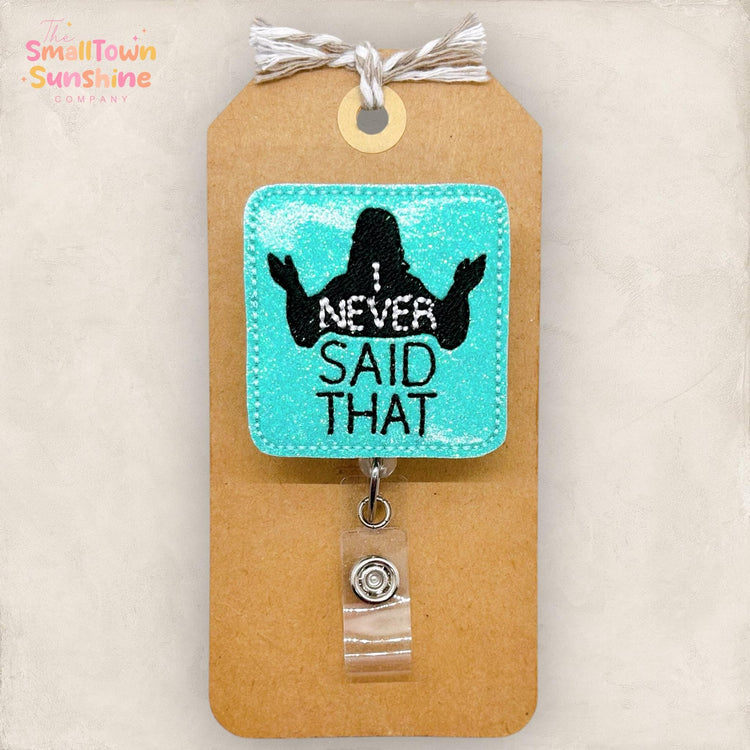 The
SmallTown
Sunshine
COMPANY
I
NEVER
SAID
THAT